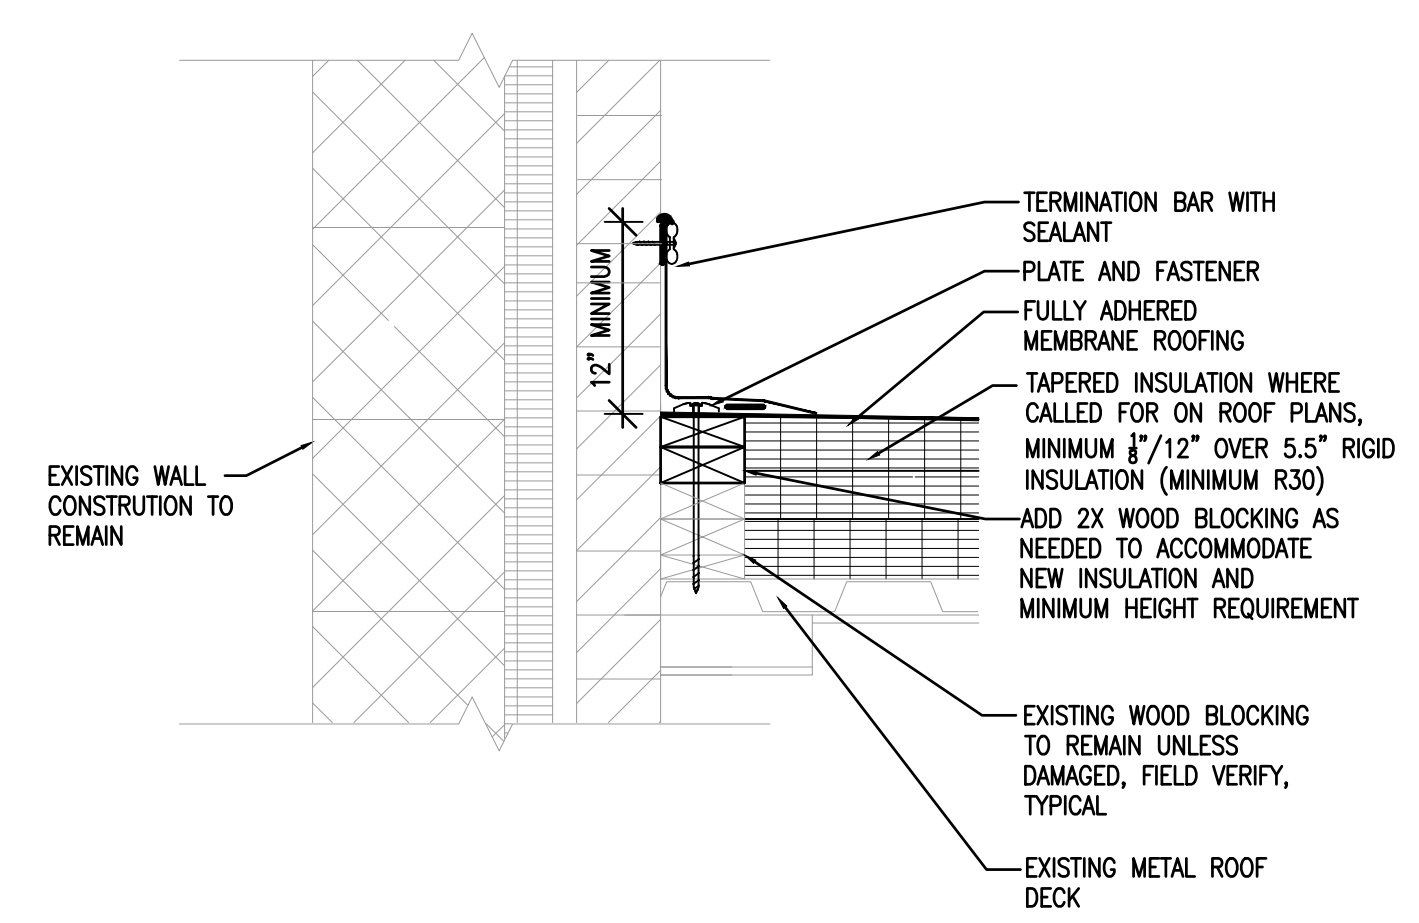 TERMINATION BAR WITH
SEALANT
PLATE AND FASTENER
FULLY ADHERED
MEMBRANE ROOFING
TAPERED INSULATION WHERE
CALLED FOR ON ROOF PLANS,
MINIMUM 1/8"/12" OVER 5.5" RIGID
INSULATION (MINIMUM R30)
ADD 2X WOOD BLOCKING AS
NEEDED TO ACCOMMODATE
NEW INSULATION AND
MINIMUM HEIGHT REQUIREMENT
EXISTING WOOD BLOCKING
TO REMAIN UNLESS
DAMAGED, FIELD VERIFY,
TYPICAL
EXISTING METAL ROOF
DECK
12" MINIMUM
EXISTING WALL
CONSTRUTION TO
REMAIN